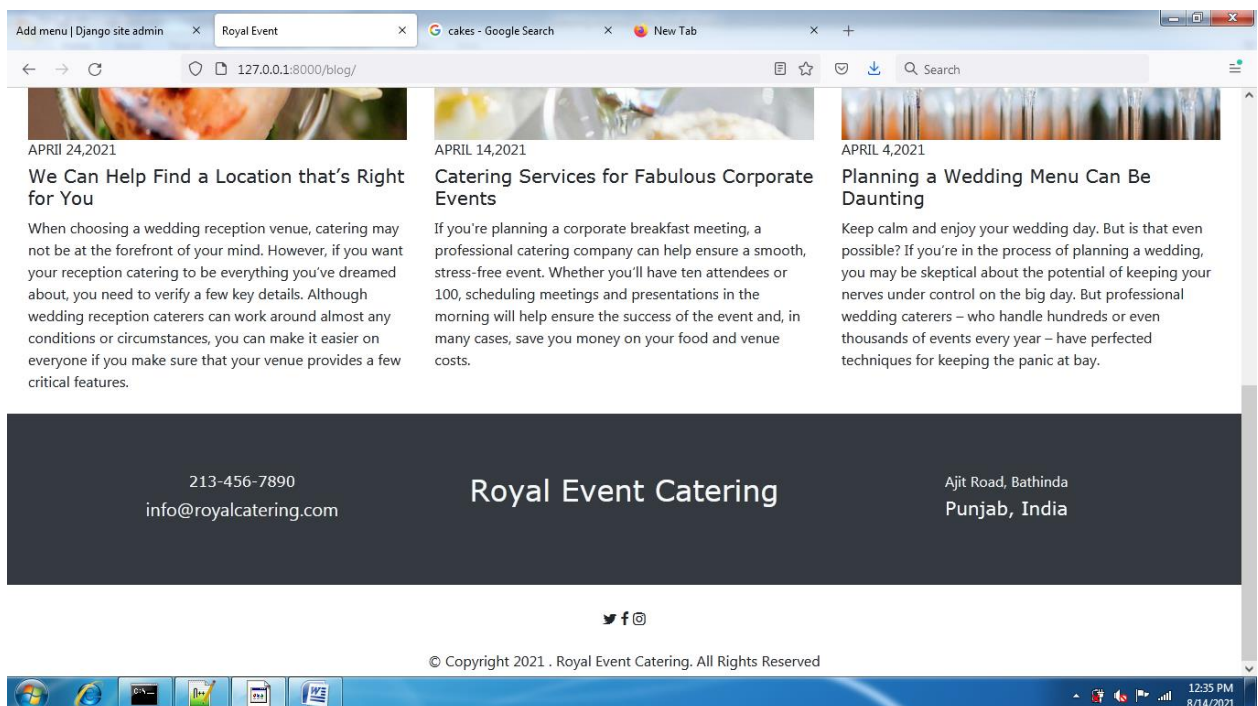 Add menu | Django site admin
Royal Event
cakes - Google Search
New Tab
127.0.0.1:8000/blog/
Search
APRIl 24,2021
We Can Help Find a Location that’s Right
for You
When choosing a wedding reception venue, catering may
not be at the forefront of your mind. However, if you want
your reception catering to be everything you’ve dreamed
about, you need to verify a few key details. Although
wedding reception caterers can work around almost any
conditions or circumstances, you can make it easier on
everyone if you make sure that your venue provides a few
critical features.
APRIL 14,2021
Catering Services for Fabulous Corporate
Events
If you're planning a corporate breakfast meeting, a
professional catering company can help ensure a smooth,
stress-free event. Whether you’ll have ten attendees or
100, scheduling meetings and presentations in the
morning will help ensure the success of the event and, in
many cases, save you money on your food and venue
costs.
APRIL 4,2021
Planning a Wedding Menu Can Be
Daunting
Keep calm and enjoy your wedding day. But is that even
possible? If you’re in the process of planning a wedding,
you may be skeptical about the potential of keeping your
nerves under control on the big day. But professional
wedding caterers – who handle hundreds or even
thousands of events every year – have perfected
techniques for keeping the panic at bay.
213-456-7890
info@royalcatering.com
Royal Event Catering
Ajit Road, Bathinda
Punjab, India
© Copyright 2021 . Royal Event Catering. All Rights Reserved
12:35 PM
8/14/2021